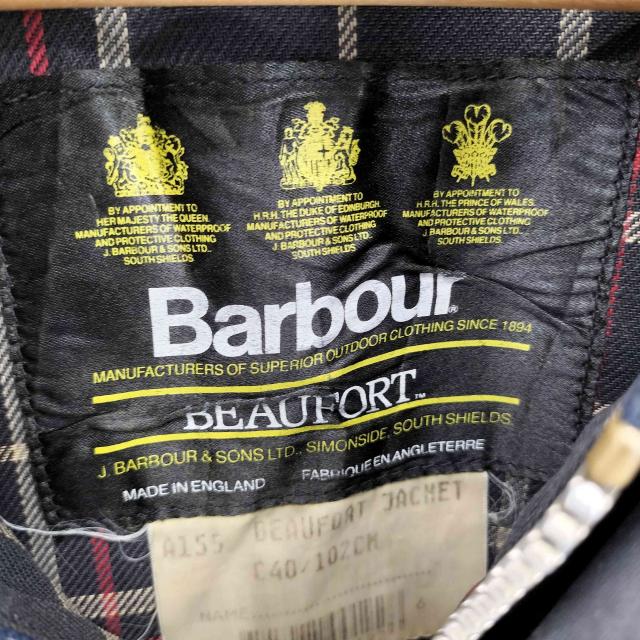 BY APPOINTMENT TO
HER MAJESTY THE QUEEN
MANUFACTURERS OF WATERPROOF
AND PROTECTIVE CLOTHING
J. BARBOUR & SONS LTD.
SOUTH SHIELDS
BY APPOINTMENT TO
H.R.H. THE DUKE OF EDINBURGH
MANUFACTURERS OF WATERPROOF
AND PROTECTIVE CLOTHING
J. BARBOUR & SONS LTD.
SOUTH SHIELDS.
BY APPOINTMENT TO
H.R.H. THE PRINCE OF WALES
MANUFACTURERS OF WATERPROOF
AND PROTECTIVE CLOTHING
J. BARBOUR & SONS LTD.
SOUTH SHIELDS.
Barbour®
MANUFACTURERS OF SUPERIOR OUTDOOR CLOTHING SINCE 1894
BEAUFORT™
J. BARBOUR & SONS LTD., SIMONSIDE, SOUTH SHIELDS
MADE IN ENGLAND FABRIQUE EN ANGLETERRE
A155 BEAUFORT JACKET
C40/102CM
NAME